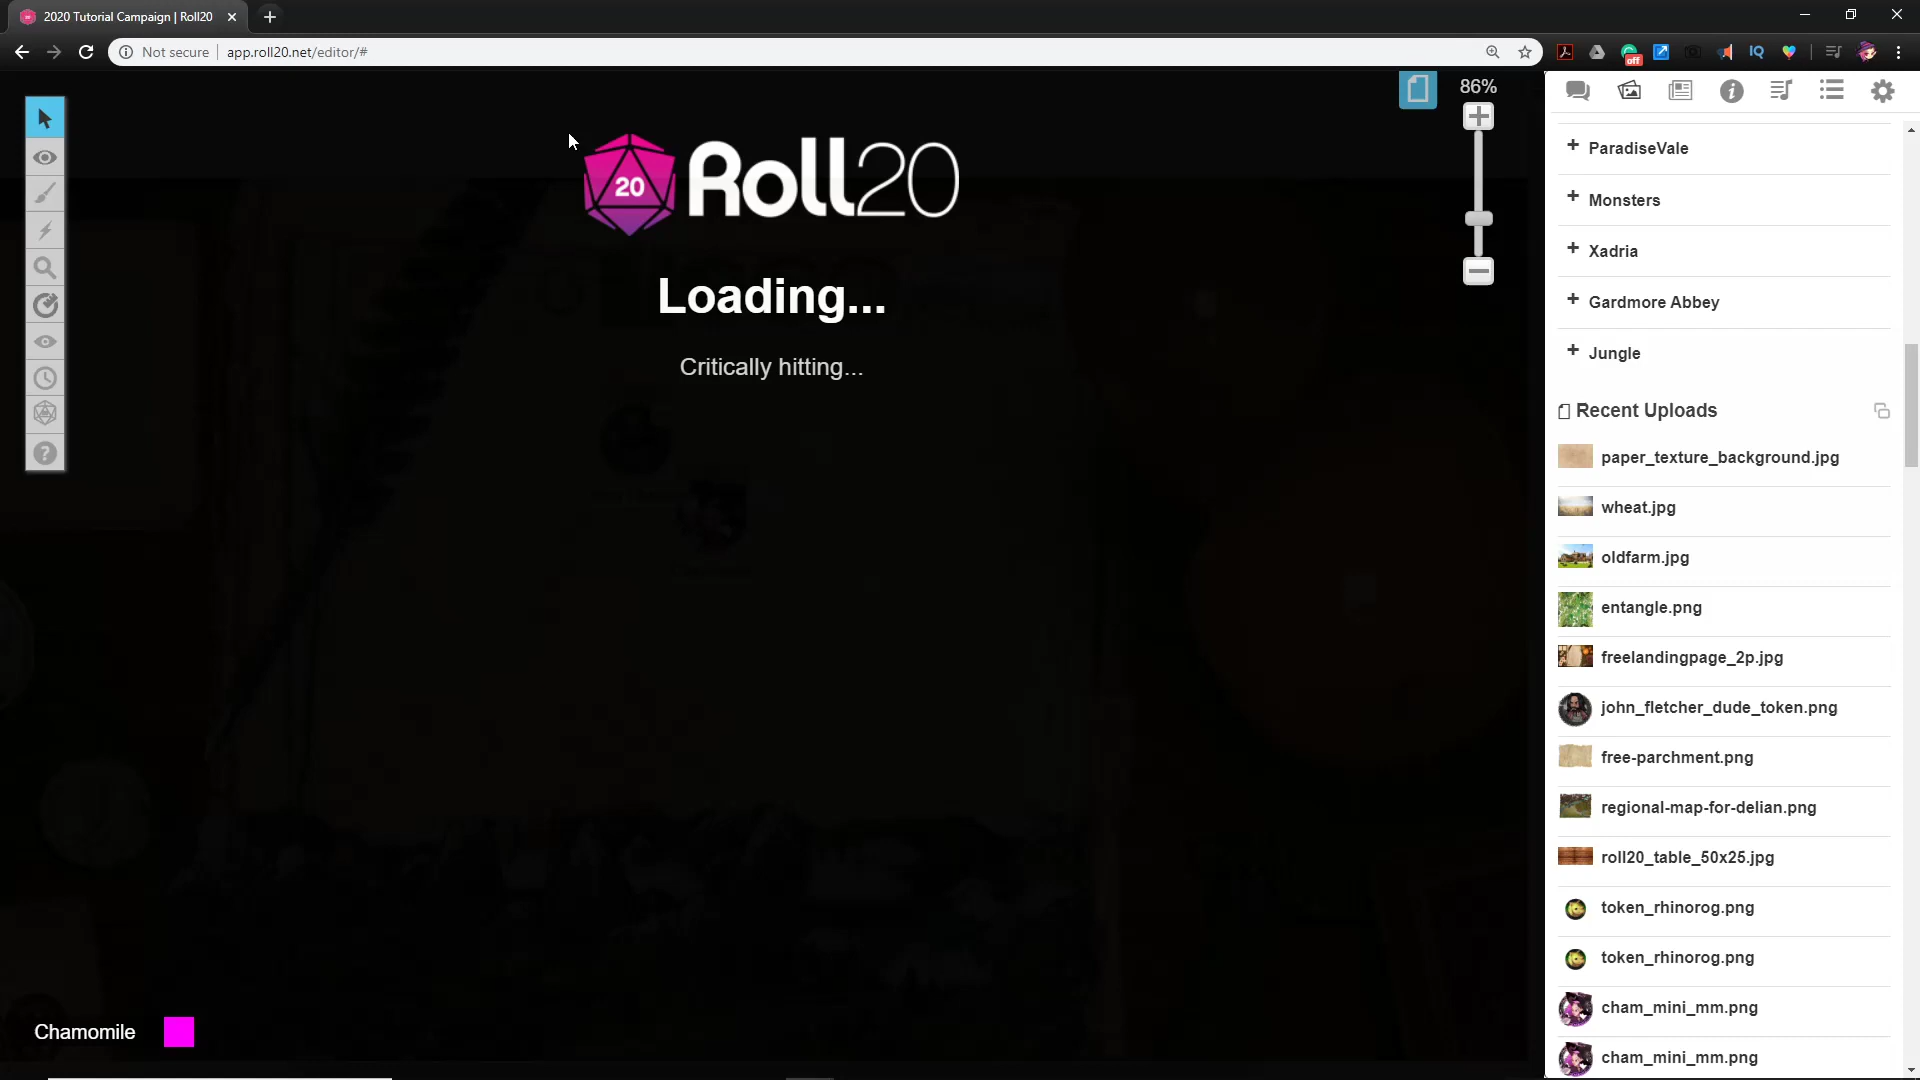 2020 Tutorial Campaign | Roll20
Not secure
app.roll20.net/editor/#
off
IQ
86%
20
Roll20
Loading...
Critically hitting...
ParadiseVale
Monsters
Xadria
Gardmore Abbey
Jungle
Recent Uploads
paper_texture_background.jpg
wheat.jpg
oldfarm.jpg
entangle.png
freelandingpage_2p.jpg
john_fletcher_dude_token.png
free-parchment.png
regional-map-for-delian.png
roll20_table_50x25.jpg
token_rhinorog.png
token_rhinorog.png
cham_mini_mm.png
cham_mini_mm.png
Chamomile